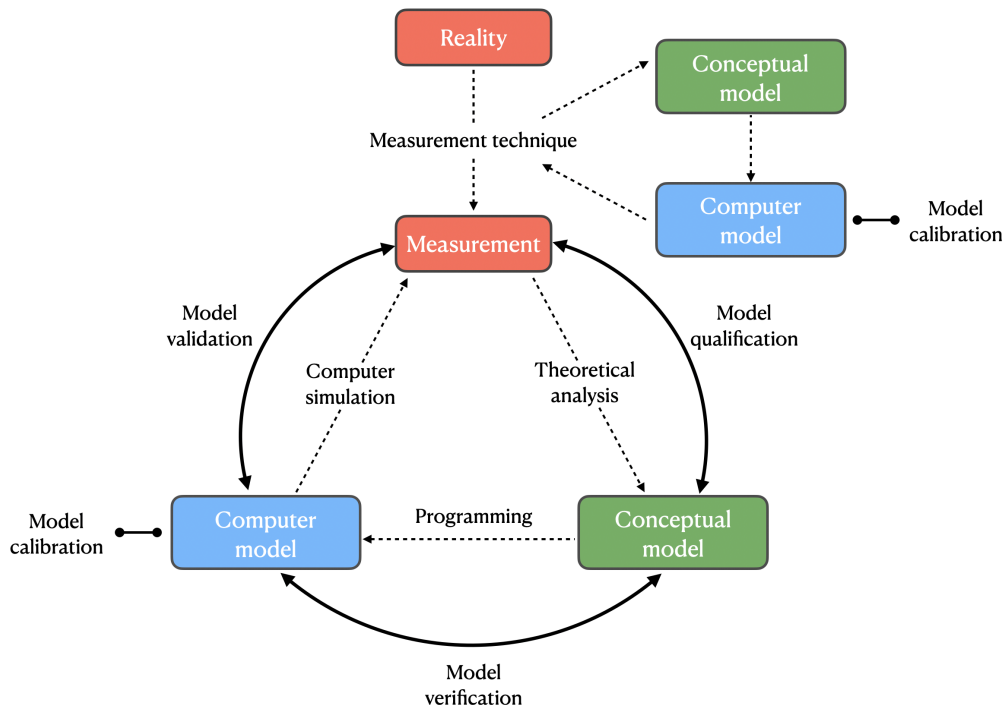 Reality
Conceptual
model
Measurement technique
Computer
model
Model
calibration
Measurement
Model
validation
Model
qualification
Computer
simulation
Theoretical
analysis
Model
calibration
Computer
model
Programming
Conceptual
model
Model
verification